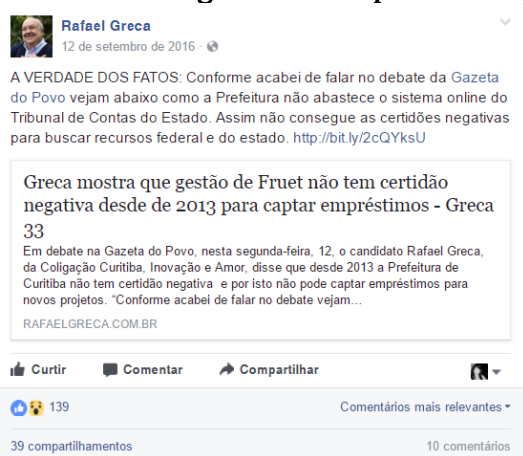 Rafael Greca
12 de setembro de 2016 ·
A VERDADE DOS FATOS: Conforme acabei de falar no debate da Gazeta
do Povo vejam abaixo como a Prefeitura não abastece o sistema online do
Tribunal de Contas do Estado. Assim não consegue as certidões negativas
para buscar recursos federal e do estado. http://bit.ly/2cQYksU
Greca mostra que gestão de Fruet não tem certidão
negativa desde de 2013 para captar empréstimos - Greca
33
Em debate na Gazeta do Povo, nesta segunda-feira, 12, o candidato Rafael Greca,
da Coligação Curitiba, Inovação e Amor, disse que desde 2013 a Prefeitura de
Curitiba não tem certidão negativa e por isto não pode captar empréstimos para
novos projetos. “Conforme acabei de falar no debate vejam...
RAFAELGRECA.COM.BR
Curtir Comentar Compartilhar
139 Comentários mais relevantes
39 compartilhamentos 10 comentários